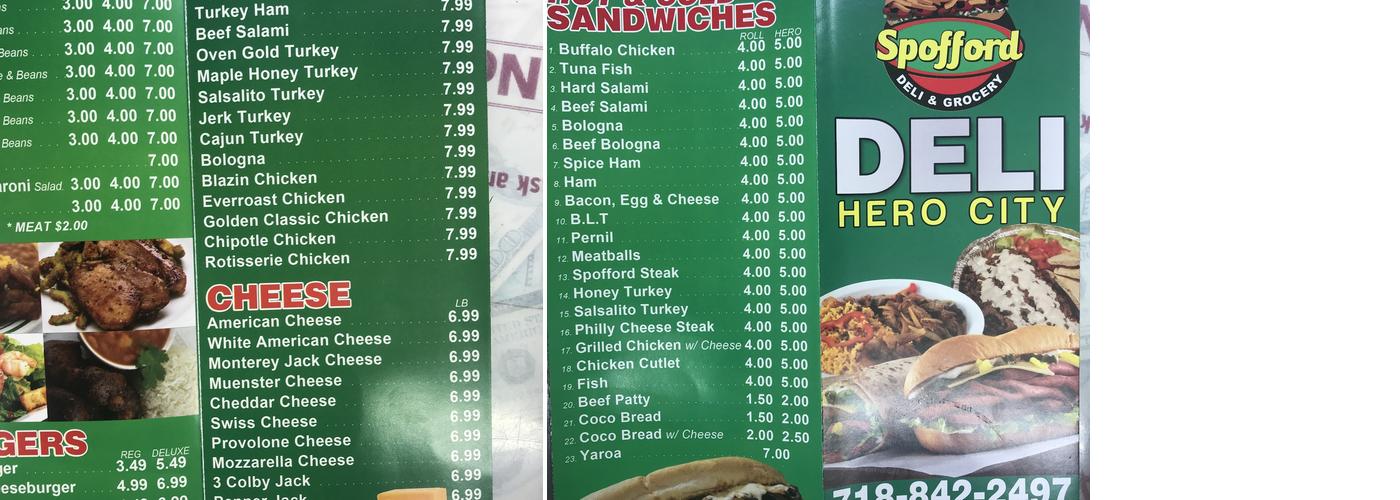 3.00 4.00 7.00
3.00 4.00 7.00
Beans 3.00 4.00 7.00
& Beans 3.00 4.00 7.00
Beans 3.00 4.00 7.00
Beans 3.00 4.00 7.00
Beans 3.00 4.00 7.00
7.00
aroni Salad 3.00 4.00 7.00
3.00 4.00 7.00
* MEAT $2.00
GERS
REG DELUXE
ger 3.49 5.49
eseburger 4.99 6.99
Turkey Ham 7.99
Beef Salami 7.99
Oven Gold Turkey 7.99
Maple Honey Turkey 7.99
Salsalito Turkey 7.99
Jerk Turkey 7.99
Cajun Turkey 7.99
Bologna 7.99
Blazin Chicken 7.99
Everroast Chicken 7.99
Golden Classic Chicken 7.99
Chipotle Chicken 7.99
Rotisserie Chicken 7.99
CHEESE
LB
American Cheese 6.99
White American Cheese 6.99
Monterey Jack Cheese 6.99
Muenster Cheese 6.99
Cheddar Cheese 6.99
Swiss Cheese 6.99
Provolone Cheese 6.99
Mozzarella Cheese 6.99
3 Colby Jack 6.99
Pepper Jack 6.99
HOT & COLD
SANDWICHES
ROLL HERO
1. Buffalo Chicken 4.00 5.00
2. Tuna Fish 4.00 5.00
3. Hard Salami 4.00 5.00
4. Beef Salami 4.00 5.00
5. Bologna 4.00 5.00
6. Beef Bologna 4.00 5.00
7. Spice Ham 4.00 5.00
8. Ham 4.00 5.00
9. Bacon, Egg & Cheese 4.00 5.00
10. B.L.T 4.00 5.00
11. Pernil 4.00 5.00
12. Meatballs 4.00 5.00
13. Spofford Steak 4.00 5.00
14. Honey Turkey 4.00 5.00
15. Salsalito Turkey 4.00 5.00
16. Philly Cheese Steak 4.00 5.00
17. Grilled Chicken w/ Cheese 4.00 5.00
18. Chicken Cutlet 4.00 5.00
19. Fish 4.00 5.00
20. Beef Patty 1.50 2.00
21. Coco Bread 1.50 2.00
22. Coco Bread w/ Cheese 2.00 2.50
23. Yaroa 7.00
Spofford
DELI & GROCERY
DELI
HERO CITY
718-842-2497